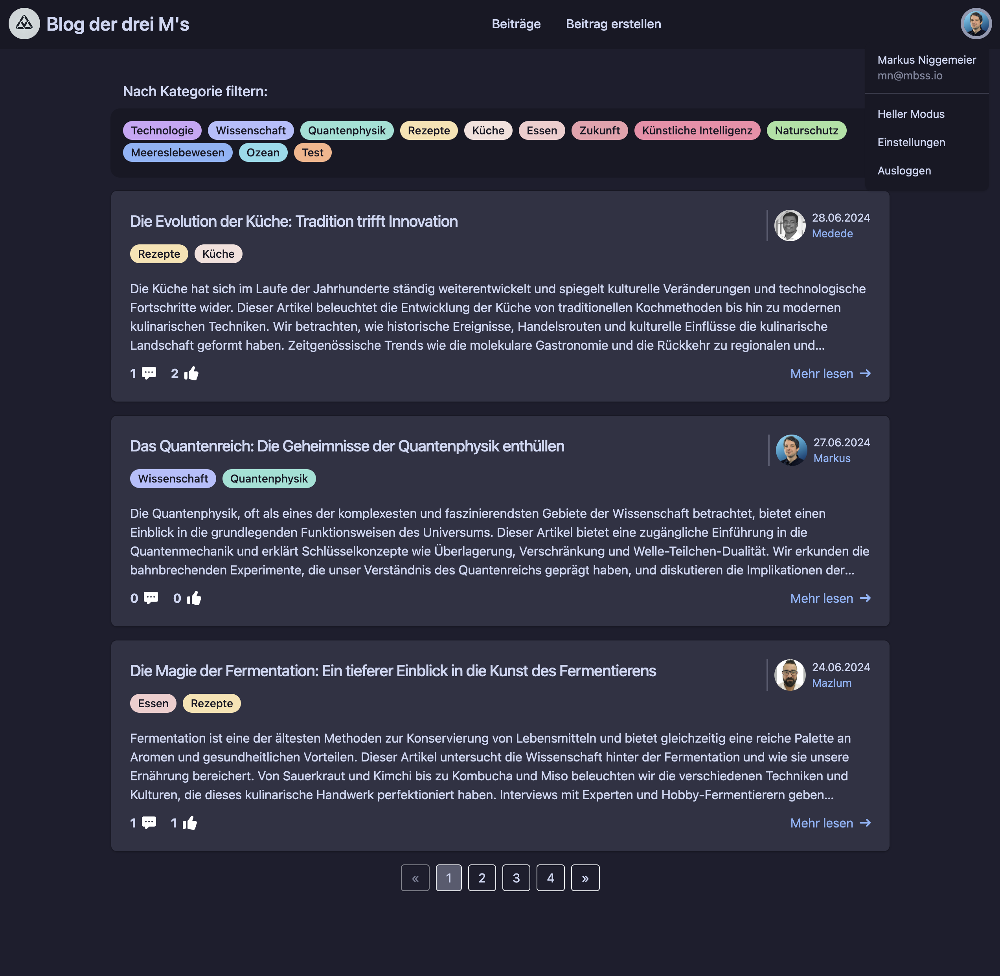 Blog der drei M's
Beiträge
Beitrag erstellen
Markus Niggemeier
mn@mbss.io
Heller Modus
Einstellungen
Ausloggen
Nach Kategorie filtern:
Technologie Wissenschaft Quantenphysik Rezepte Küche Essen Zukunft Künstliche Intelligenz Naturschutz
Meereslebewesen Ozean Test
Die Evolution der Küche: Tradition trifft Innovation
28.06.2024
Medede
Rezepte Küche
Die Küche hat sich im Laufe der Jahrhunderte ständig weiterentwickelt und spiegelt kulturelle Veränderungen und technologische
Fortschritte wider. Dieser Artikel beleuchtet die Entwicklung der Küche von traditionellen Kochmethoden bis hin zu modernen
kulinarischen Techniken. Wir betrachten, wie historische Ereignisse, Handelsrouten und kulturelle Einflüsse die kulinarische
Landschaft geformt haben. Zeitgenössische Trends wie die molekulare Gastronomie und die Rückkehr zu regionalen und...
1 2
Mehr lesen →
Das Quantenreich: Die Geheimnisse der Quantenphysik enthüllen
27.06.2024
Markus
Wissenschaft Quantenphysik
Die Quantenphysik, oft als eines der komplexesten und faszinierendsten Gebiete der Wissenschaft betrachtet, bietet einen
Einblick in die grundlegenden Funktionsweisen des Universums. Dieser Artikel bietet eine zugängliche Einführung in die
Quantenmechanik und erklärt Schlüsselkonzepte wie Überlagerung, Verschränkung und Welle-Teilchen-Dualität. Wir erkunden die
bahnbrechenden Experimente, die unser Verständnis des Quantenreichs geprägt haben, und diskutieren die Implikationen der...
0 0
Mehr lesen →
Die Magie der Fermentation: Ein tieferer Einblick in die Kunst des Fermentierens
24.06.2024
Mazlum
Essen Rezepte
Fermentation ist eine der ältesten Methoden zur Konservierung von Lebensmitteln und bietet gleichzeitig eine reiche Palette an
Aromen und gesundheitlichen Vorteilen. Dieser Artikel untersucht die Wissenschaft hinter der Fermentation und wie sie unsere
Ernährung bereichert. Von Sauerkraut und Kimchi bis zu Kombucha und Miso beleuchten wir die verschiedenen Techniken und
Kulturen, die dieses kulinarische Handwerk perfektioniert haben. Interviews mit Experten und Hobby-Fermentierern geben...
1 1
Mehr lesen →
« 1 2 3 4 »